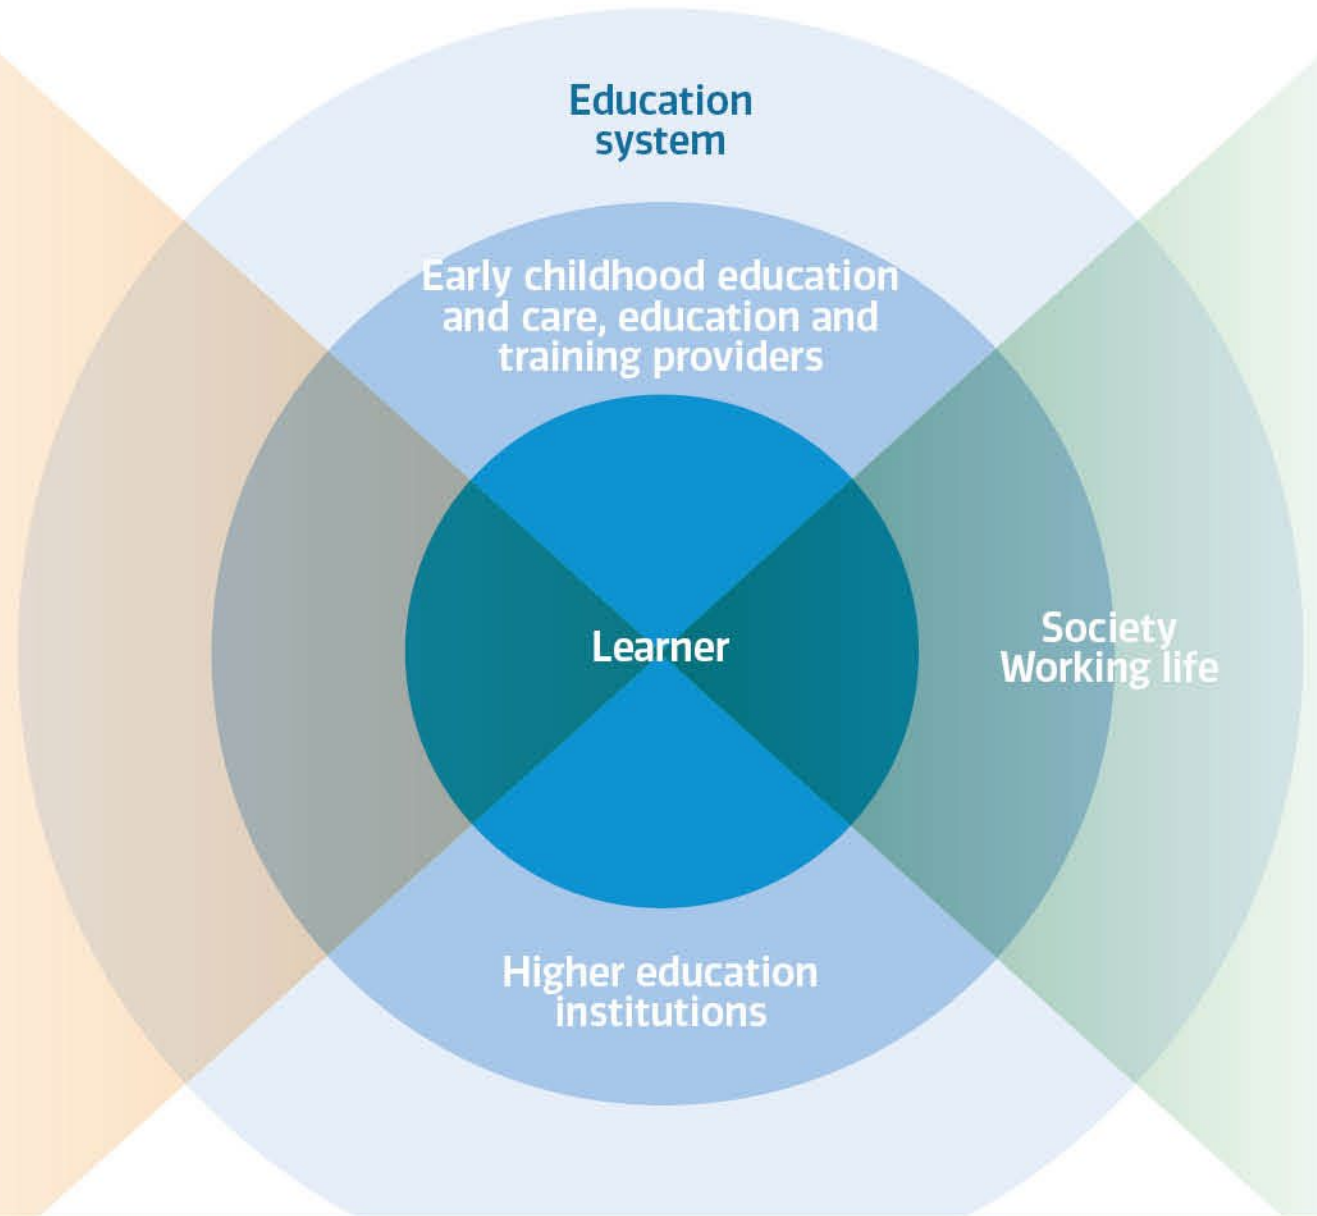 Education
system
Early childhood education
and care, education and
training providers
Learner
Society
Working life
Higher education
institutions